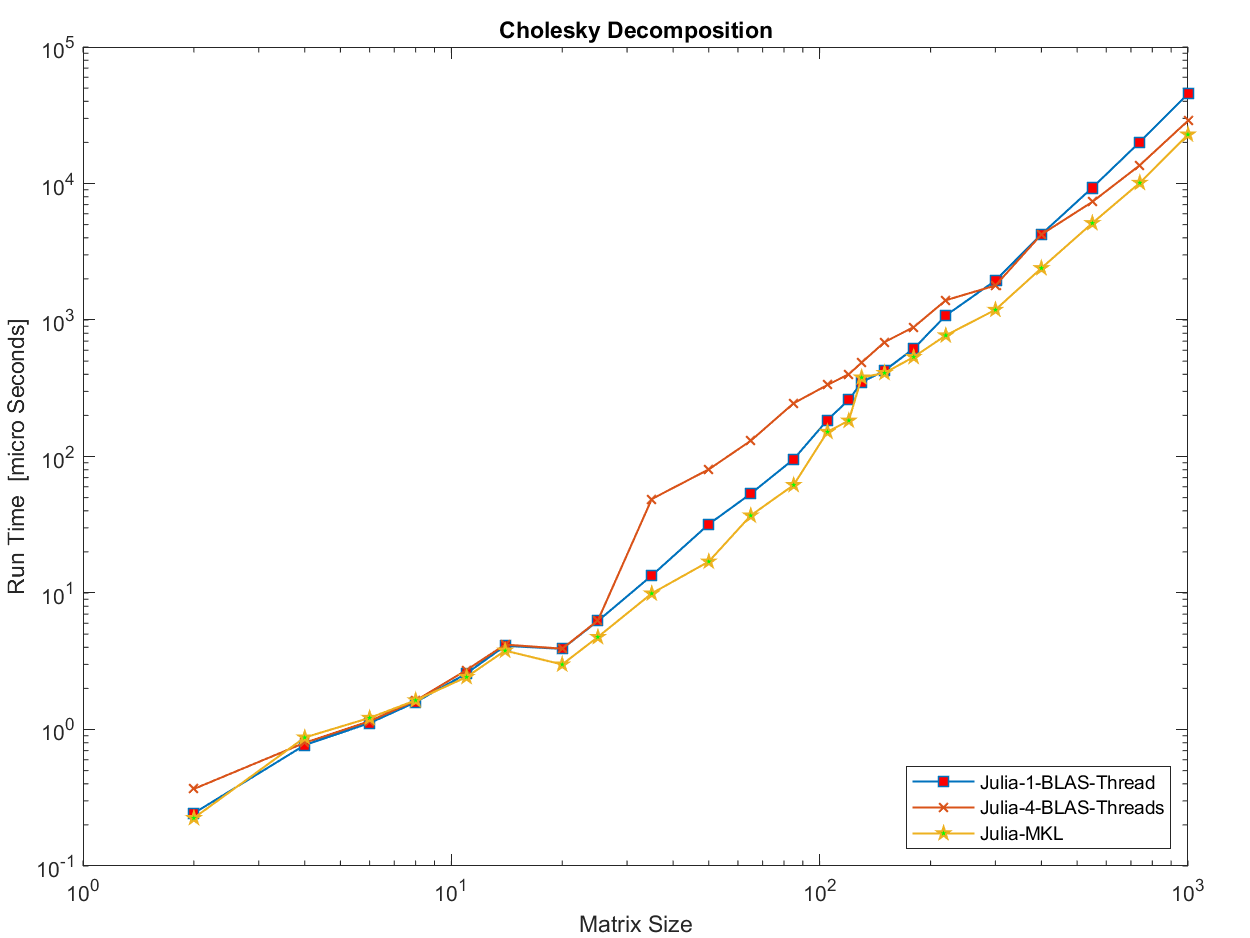 Cholesky Decomposition
Run Time [micro Seconds]
10^5
10^4
10^3
10^2
10^1
10^0
10^-1
10^0 10^1 10^2 10^3
Matrix Size
Julia-1-BLAS-Thread
Julia-4-BLAS-Threads
Julia-MKL